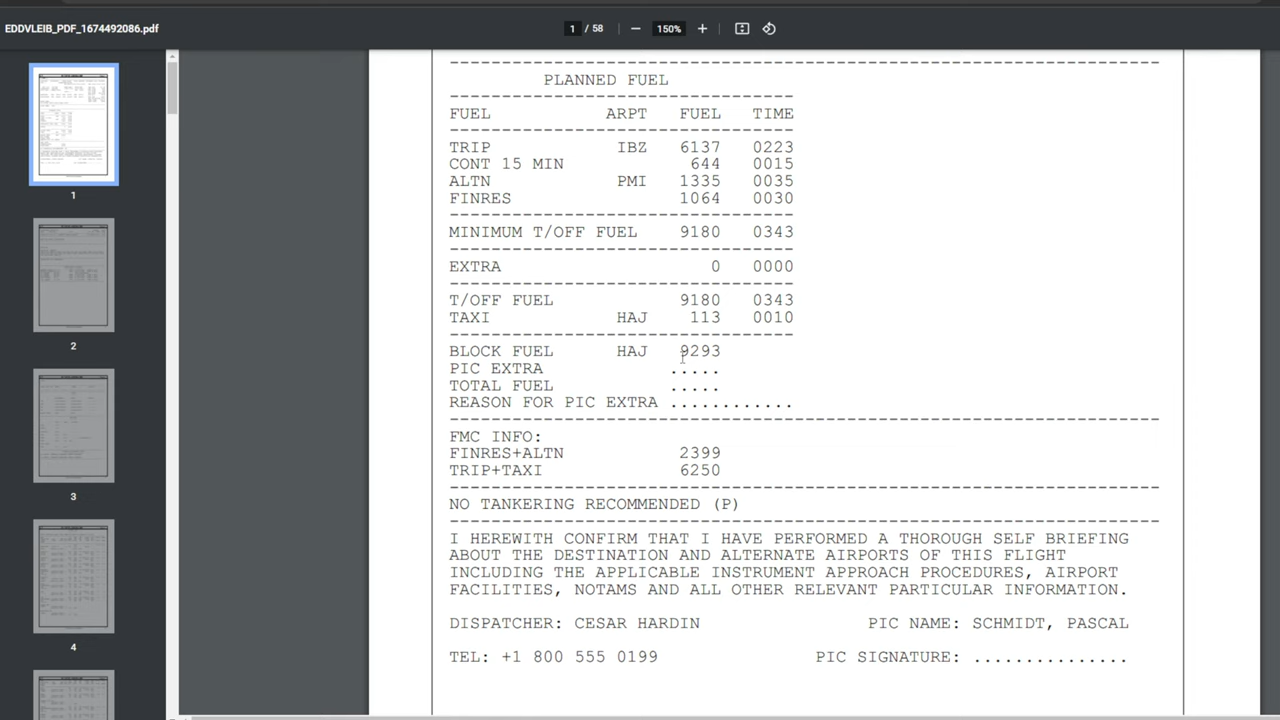 EDDVLEIB_PDF_1674492086.pdf
1 / 58
150%
PLANNED FUEL
FUEL ARPT FUEL TIME
TRIP IBZ 6137 0223
CONT 15 MIN 644 0015
ALTN PMI 1335 0035
FINRES 1064 0030
MINIMUM T/OFF FUEL 9180 0343
EXTRA 0 0000
T/OFF FUEL 9180 0343
TAXI HAJ 113 0010
BLOCK FUEL HAJ 9293
PIC EXTRA .....
TOTAL FUEL .....
REASON FOR PIC EXTRA ............
FMC INFO:
FINRES+ALTN 2399
TRIP+TAXI 6250
NO TANKERING RECOMMENDED (P)
I HEREWITH CONFIRM THAT I HAVE PERFORMED A THOROUGH SELF BRIEFING
ABOUT THE DESTINATION AND ALTERNATE AIRPORTS OF THIS FLIGHT
INCLUDING THE APPLICABLE INSTRUMENT APPROACH PROCEDURES, AIRPORT
FACILITIES, NOTAMS AND ALL OTHER RELEVANT PARTICULAR INFORMATION.
DISPATCHER: CESAR HARDIN PIC NAME: SCHMIDT, PASCAL
TEL: +1 800 555 0199 PIC SIGNATURE: ...............
1
2
3
4